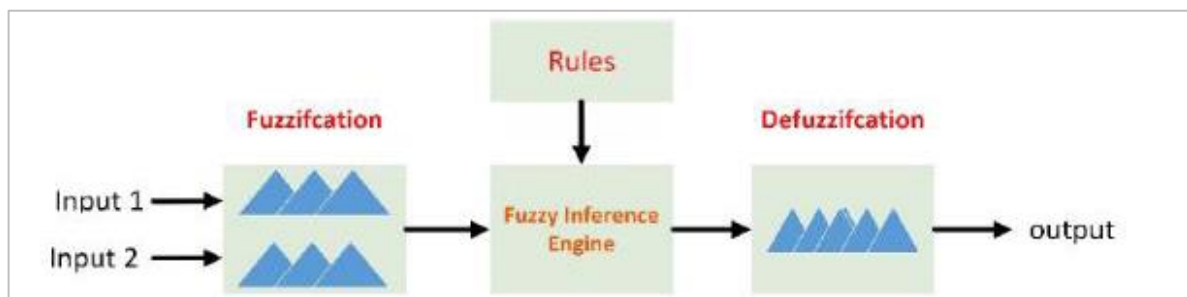 Rules
Fuzzifcation
Defuzzifcation
Input 1
Input 2
Fuzzy Inference
Engine
output